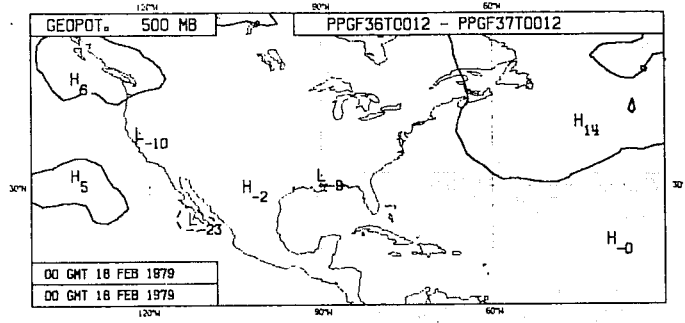 120°W 90°W 60°W
GEOPOT. 500 MB
PPGF36T0012 - PPGF37T0012
H6
H14
L-10
H5
H-2
L-8
30°N
30°
L-23
H-0
00 GMT 18 FEB 1979
00 GMT 18 FEB 1979
120°W 90°W 60°W